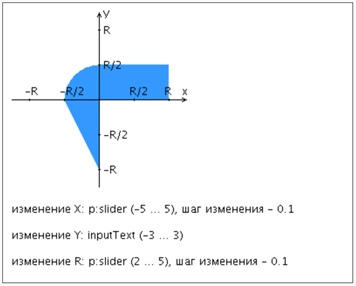 y
R
R/2
-R
-R/2
R/2
R
x
-R/2
-R
изменение X: p:slider (-5 ... 5), шаг изменения - 0.1
изменение Y: inputText (-3 ... 3)
изменение R: p:slider (2 ... 5), шаг изменения - 0.1